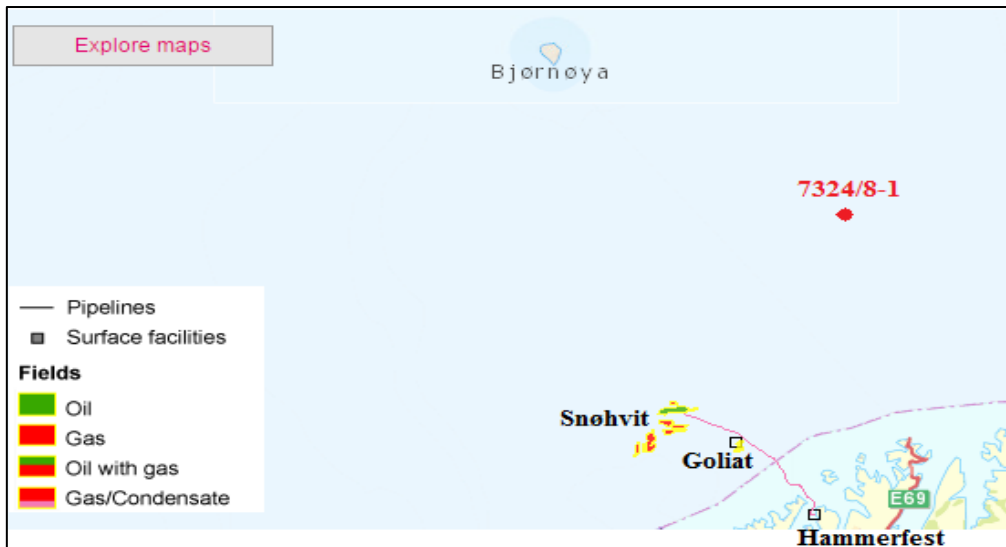 Explore maps
Bjørnøya
7324/8-1
Pipelines
Surface facilities
Fields
Oil
Gas
Oil with gas
Gas/Condensate
Snøhvit
Goliat
E69
Hammerfest